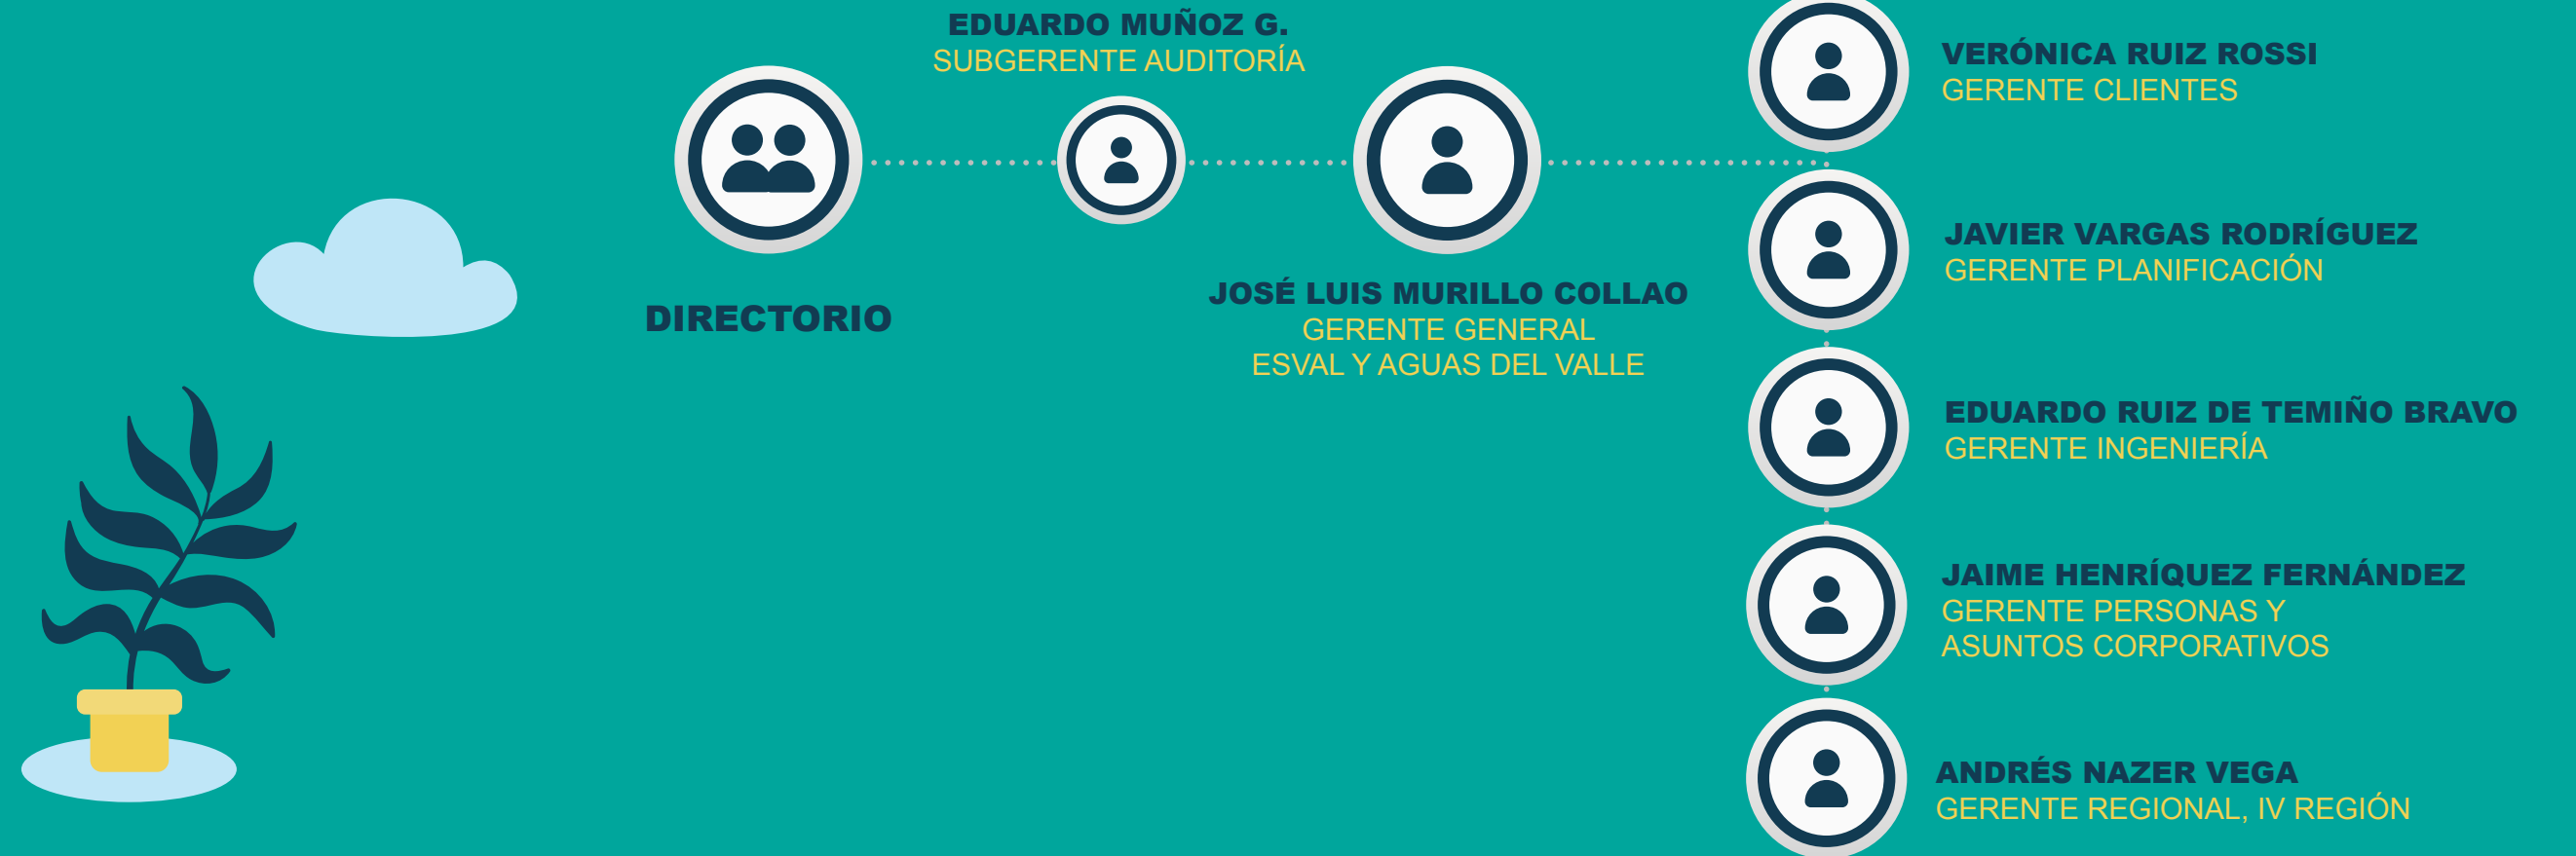 EDUARDO MUÑOZ G.
SUBGERENTE AUDITORÍA
DIRECTORIO
JOSÉ LUIS MURILLO COLLAO
GERENTE GENERAL
ESVAL Y AGUAS DEL VALLE
VERÓNICA RUIZ ROSSI
GERENTE CLIENTES
JAVIER VARGAS RODRÍGUEZ
GERENTE PLANIFICACIÓN
EDUARDO RUIZ DE TEMIÑO BRAVO
GERENTE INGENIERÍA
JAIME HENRÍQUEZ FERNÁNDEZ
GERENTE PERSONAS Y
ASUNTOS CORPORATIVOS
ANDRÉS NAZER VEGA
GERENTE REGIONAL, IV REGIÓN